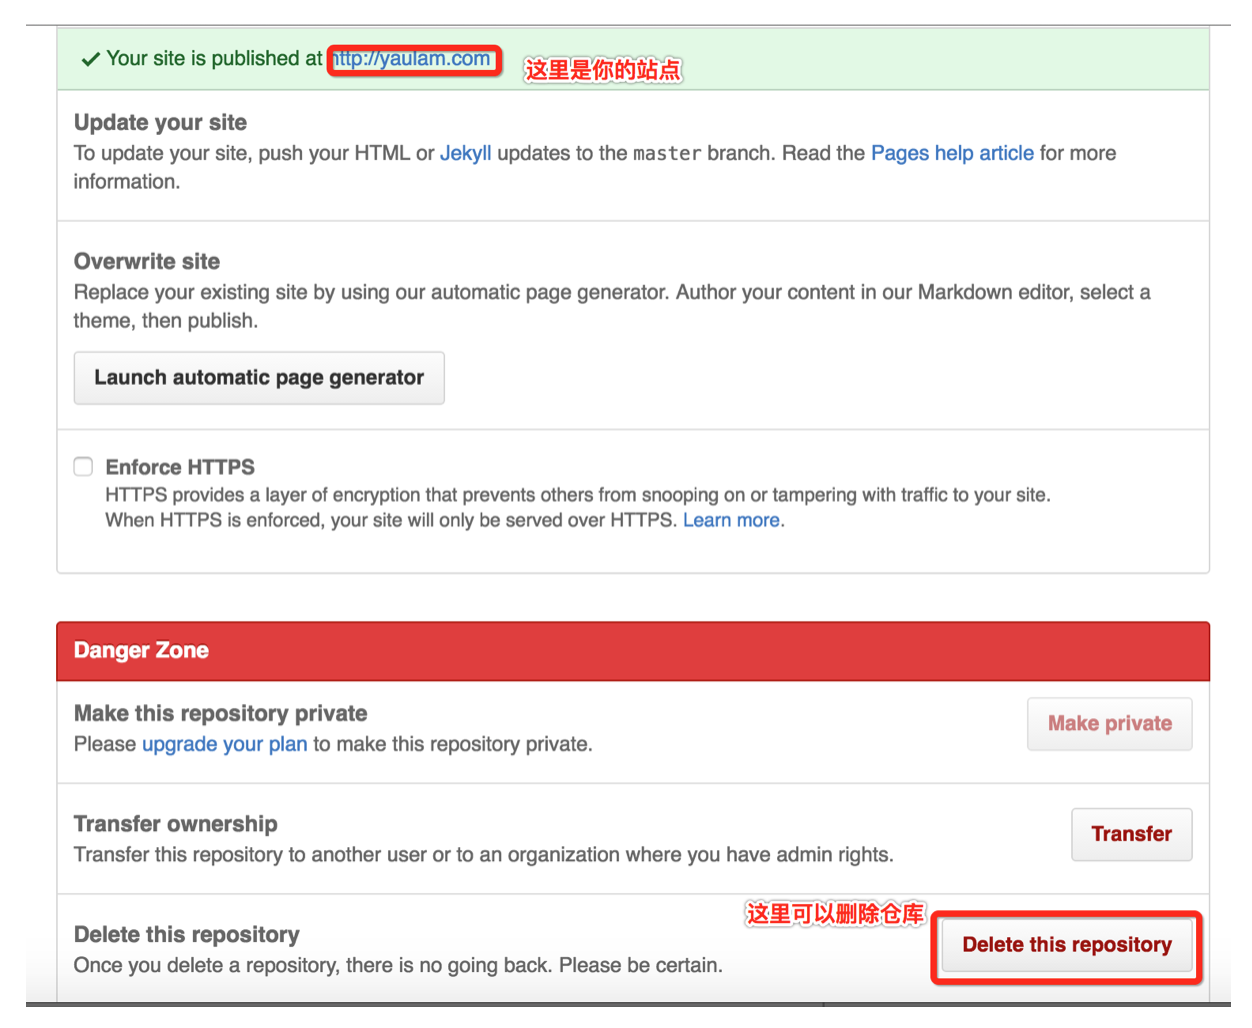 Your site is published at http://yaulam.com
这里是你的站点
Update your site
To update your site, push your HTML or Jekyll updates to the master branch. Read the Pages help article for more
information.
Overwrite site
Replace your existing site by using our automatic page generator. Author your content in our Markdown editor, select a
theme, then publish.
Launch automatic page generator
Enforce HTTPS
HTTPS provides a layer of encryption that prevents others from snooping on or tampering with traffic to your site.
When HTTPS is enforced, your site will only be served over HTTPS. Learn more.
Danger Zone
Make this repository private
Please upgrade your plan to make this repository private.
Make private
Transfer ownership
Transfer this repository to another user or to an organization where you have admin rights.
Transfer
这里可以删除仓库
Delete this repository
Once you delete a repository, there is no going back. Please be certain.
Delete this repository